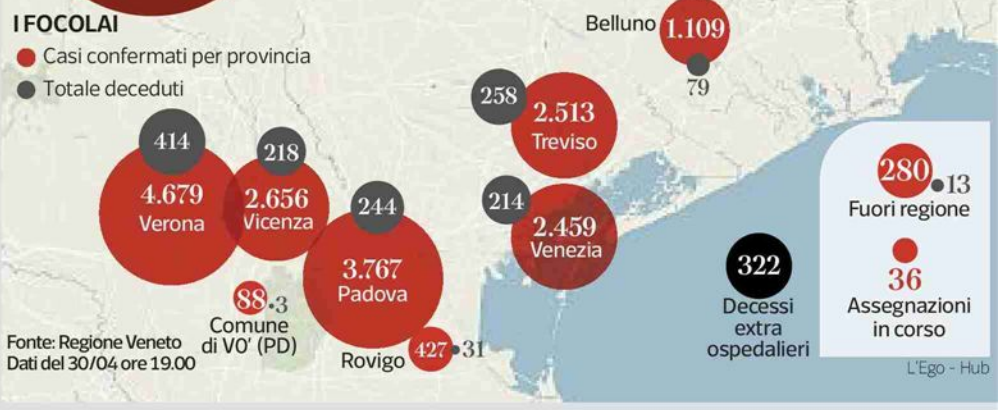 I FOCOLAI
Casi confermati per provincia
Totale deceduti
Belluno
1.109
79
258
2.513
Treviso
414
4.679
Verona
218
2.656
Vicenza
244
3.767
Padova
214
2.459
Venezia
88
3
Comune
di VO' (PD)
Rovigo
427
31
322
Decessi
extra
ospedalieri
280
13
Fuori regione
36
Assegnazioni
in corso
Fonte: Regione Veneto
Dati del 30/04 ore 19.00
L'Ego - Hub